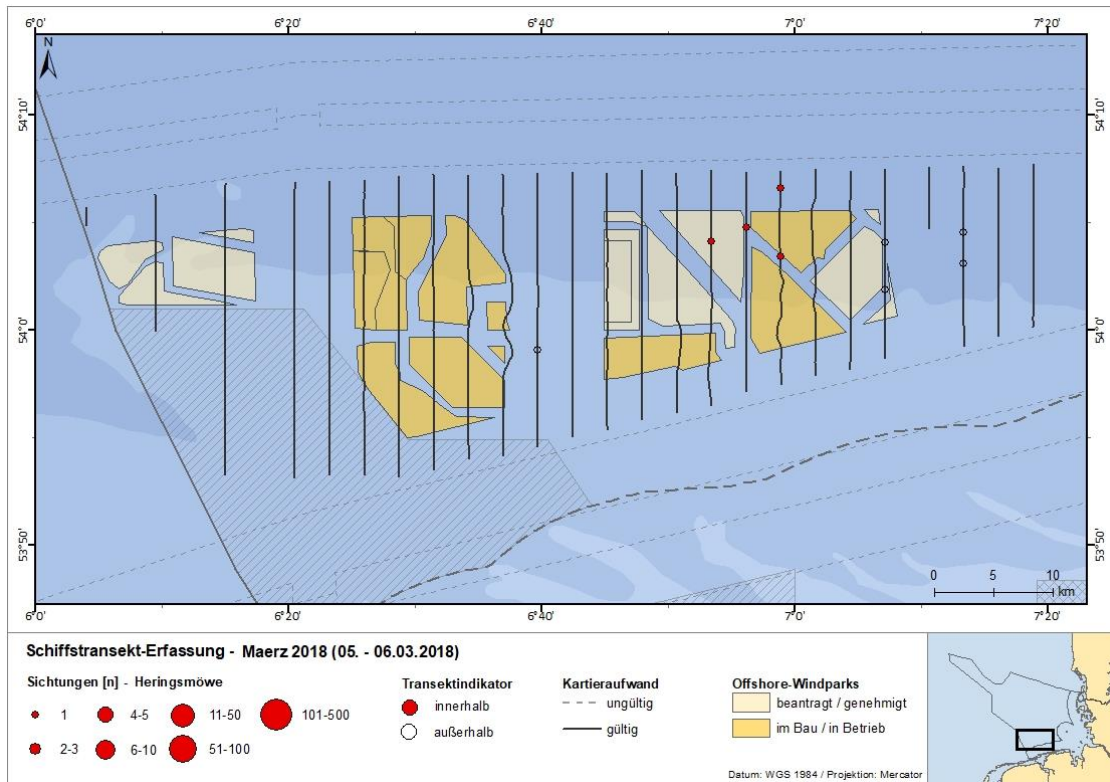 6°0' 6°20' 6°40' 7°0' 7°20'
N
54°10' 54°10'
54°0' 54°0'
53°50' 53°50'
0 5 10
km
6°0' 6°20' 6°40' 7°0' 7°20'
Schiffstransekt-Erfassung - Maerz 2018 (05. - 06.03.2018)
Sichtungen [n] - Heringsmöwe
1 4-5 11-50 101-500
2-3 6-10 51-100
Transektindikator
innerhalb
außerhalb
Kartieraufwand
ungültig
gültig
Offshore-Windparks
beantragt / genehmigt
im Bau / in Betrieb
Datum: WGS 1984 / Projektion: Mercator